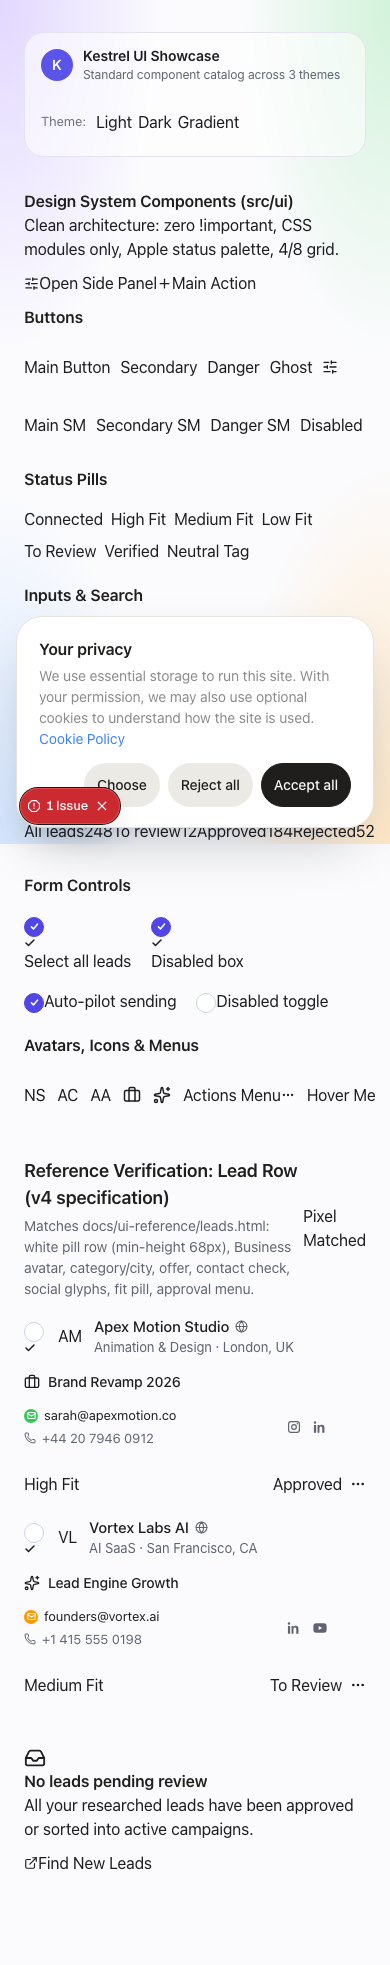 K
Kestrel UI Showcase
Standard component catalog across 3 themes
Theme: Light Dark Gradient
Design System Components (src/ui)
Clean architecture: zero !important, CSS
modules only, Apple status palette, 4/8 grid.
Open Side Panel Main Action
Buttons
Main Button Secondary Danger Ghost
Main SM Secondary SM Danger SM Disabled
Status Pills
Connected High Fit Medium Fit Low Fit
To Review Verified Neutral Tag
Inputs & Search
Your privacy
We use essential storage to run this site. With
your permission, we may also use optional
cookies to understand how the site is used.
Cookie Policy
Choose Reject all Accept all
1 Issue
All leads248To review12Approved184Rejected52
Form Controls
Select all leads Disabled box
Auto-pilot sending Disabled toggle
Avatars, Icons & Menus
NS AC AA Actions Menu Hover Me
Reference Verification: Lead Row
(v4 specification)
Matches docs/ui-reference/leads.html:
white pill row (min-height 68px), Business
avatar, category/city, offer, contact check,
social glyphs, fit pill, approval menu.
Pixel
Matched
AM Apex Motion Studio
Animation & Design · London, UK
Brand Revamp 2026
sarah@apexmotion.co
+44 20 7946 0912
High Fit Approved
VL Vortex Labs AI
AI SaaS · San Francisco, CA
Lead Engine Growth
founders@vortex.ai
+1 415 555 0198
Medium Fit To Review
No leads pending review
All your researched leads have been approved
or sorted into active campaigns.
Find New Leads